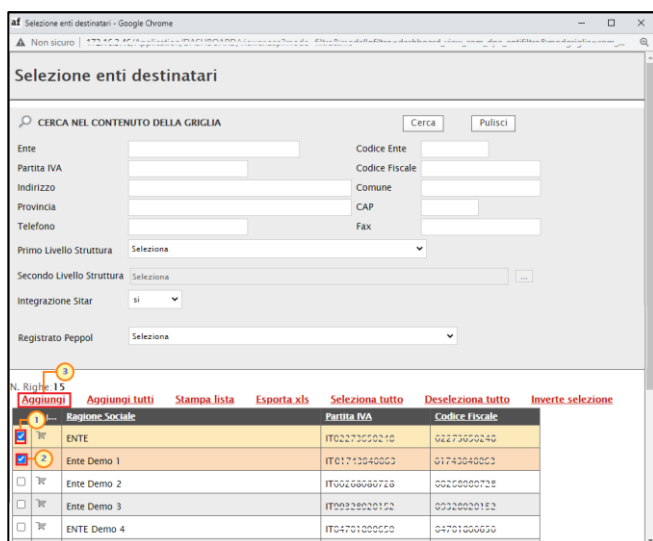 af Selezione enti destinatari - Google Chrome
Non sicuro
Selezione enti destinatari
CERCA NEL CONTENUTO DELLA GRIGLIA Cerca Pulisci
Ente Codice Ente
Partita IVA Codice Fiscale
Indirizzo Comune
Provincia CAP
Telefono Fax
Primo Livello Struttura Seleziona
Secondo Livello Struttura Seleziona ...
Integrazione Sitar si
Registrato Peppol Seleziona
3
N. Righe:15
Aggiungi Aggiungi tutti Stampa lista Esporta xls Seleziona tutto Deseleziona tutto Inverte selezione
1 ... Ragione Sociale Partita IVA Codice Fiscale
ENTE
2 Ente Demo 1
Ente Demo 2
Ente Demo 3
ENTE Demo 4